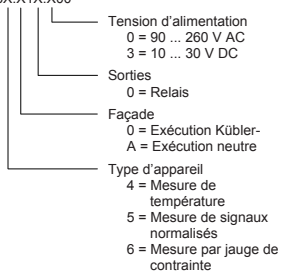 Tension d'alimentation
0 = 90 ... 260 V AC
3 = 10 ... 30 V DC
Sorties
0 = Relais
Façade
0 = Exécution Kübler-
A = Exécution neutre
Type d'appareil
4 = Mesure de
température
5 = Mesure de signaux
normalisés
6 = Mesure par jauge de
contrainte